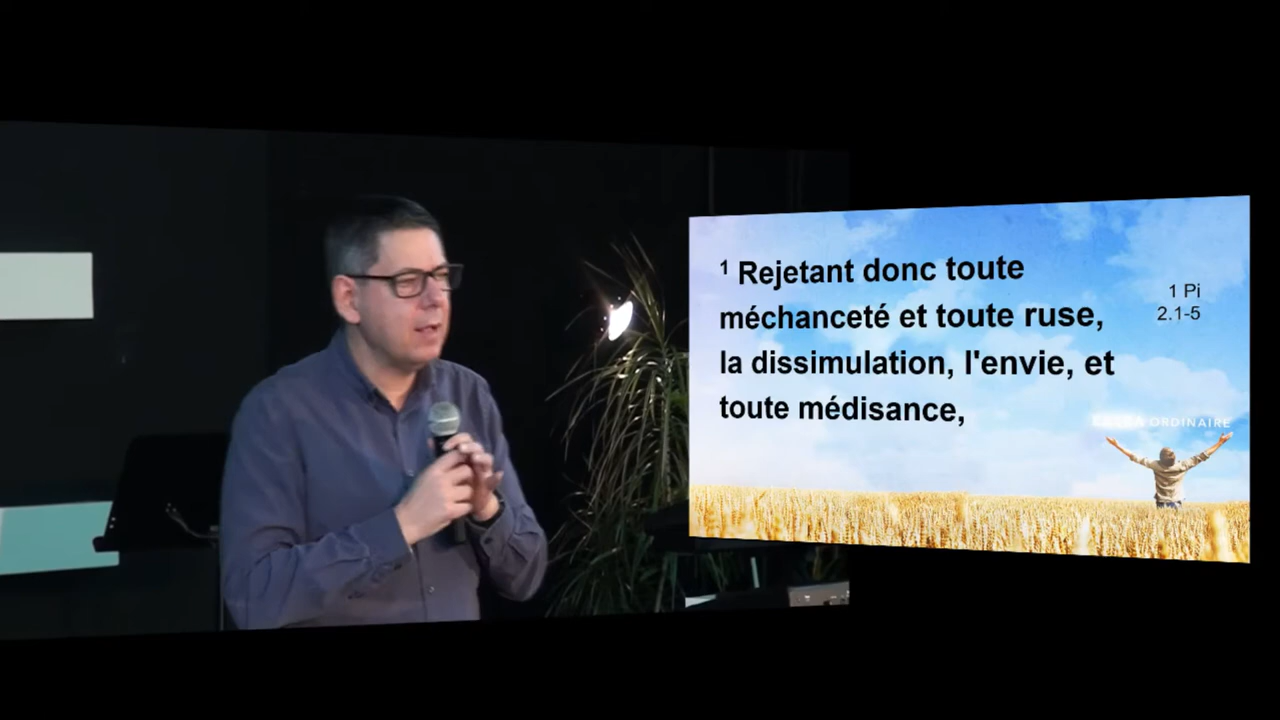 ¹ Rejetant donc toute
méchanceté et toute ruse,
la dissimulation, l'envie, et
toute médisance,
1 Pi
2.1-5
ORDINAIRE